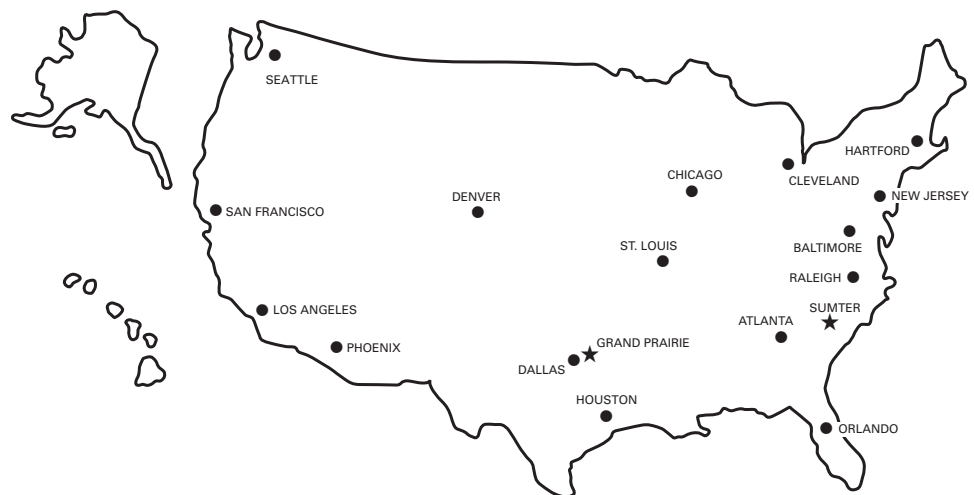 SEATTLE
HARTFORD
CHICAGO
CLEVELAND
DENVER
NEW JERSEY
SAN FRANCISCO
ST. LOUIS
BALTIMORE
RALEIGH
SUMTER
LOS ANGELES
ATLANTA
GRAND PRAIRIE
PHOENIX
DALLAS
HOUSTON
ORLANDO